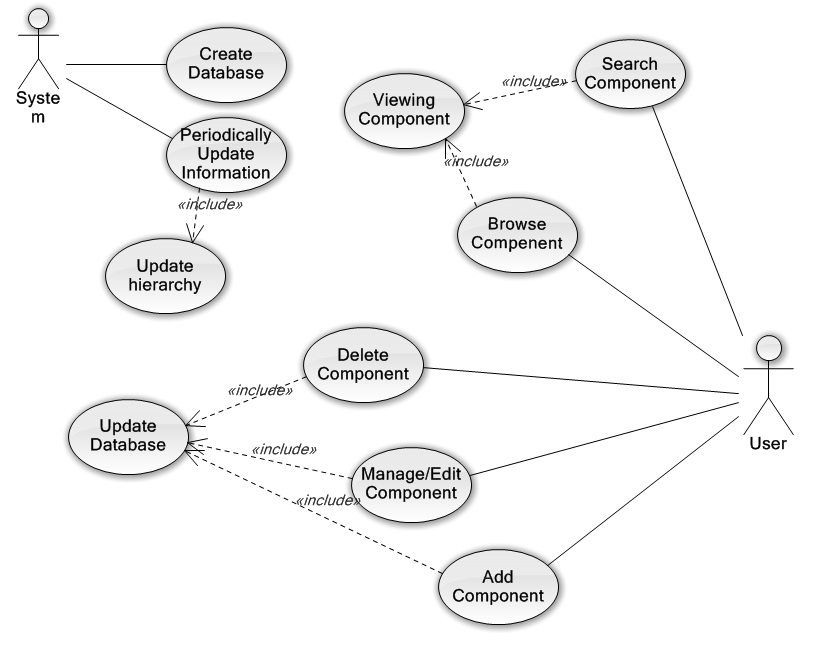 Syste
m
Create
Database
Periodically
Update
Information
«include»
Update
hierarchy
Viewing
Component
«include»
Search
Component
«include»
Browse
Compenent
Delete
Component
«include»
Update
Database
«include»
Manage/Edit
Component
«include»
Add
Component
User